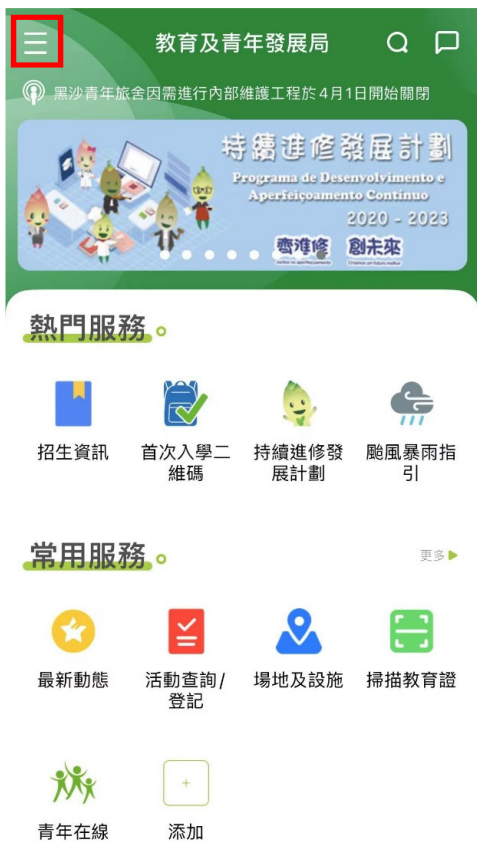 教育及青年發展局
黑沙青年旅舍因需進行內部維護工程於4月1日開始關閉
持續進修發展計劃
Programa de Desenvolvimento e
Aperfeiçoamento Contínuo
2020 - 2023
齊進修 創未來
熱門服務
招生資訊 首次入學二維碼 持續進修發展計劃 颱風暴雨指引
常用服務
更多
最新動態 活動查詢/登記 場地及設施 掃描教育證
青年在線 添加